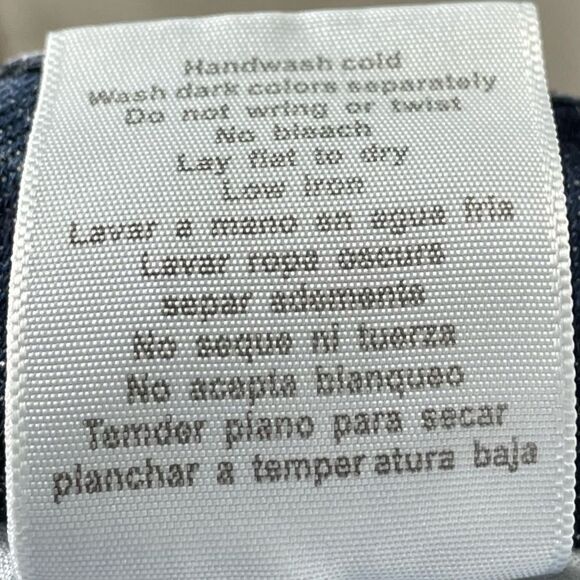 Handwash cold
Wash dark colors separately
Do not wring or twist
No bleach
Lay flat to dry
Low iron
Lavar a mano en agua fria
Lavar ropa oscura
separ adamente
No seque ni tuerza
No acepta blanqueo
Temder plano para secar
planchar a temper atura baja